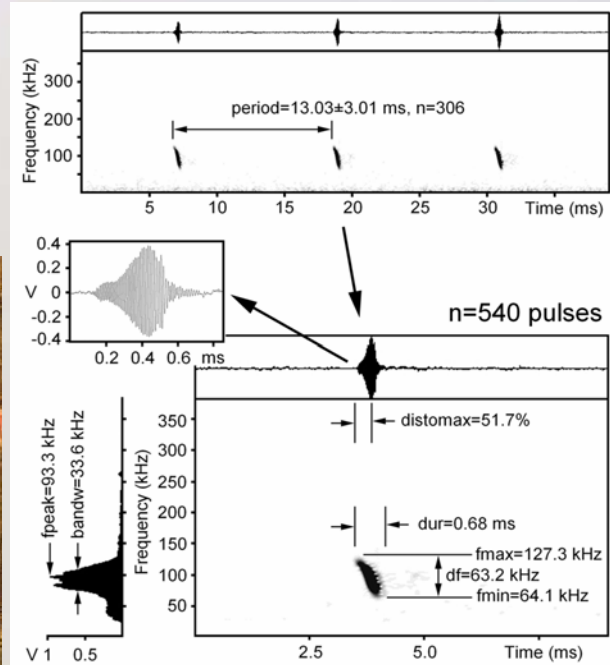 Frequency (kHz)
300
200
100
period=13.03±3.01 ms, n=306
5 10 15 20 25 30 Time (ms)
V
0.4
0.2
0
-0.2
-0.4
0.2 0.4 0.6 ms
n=540 pulses
fpeak=93.3 kHz
bandw=33.6 kHz
V 1 0.5
Frequency (kHz)
350
300
250
200
150
100
50
distomax=51.7%
dur=0.68 ms
fmax=127.3 kHz
df=63.2 kHz
fmin=64.1 kHz
2.5 5.0 Time (ms)